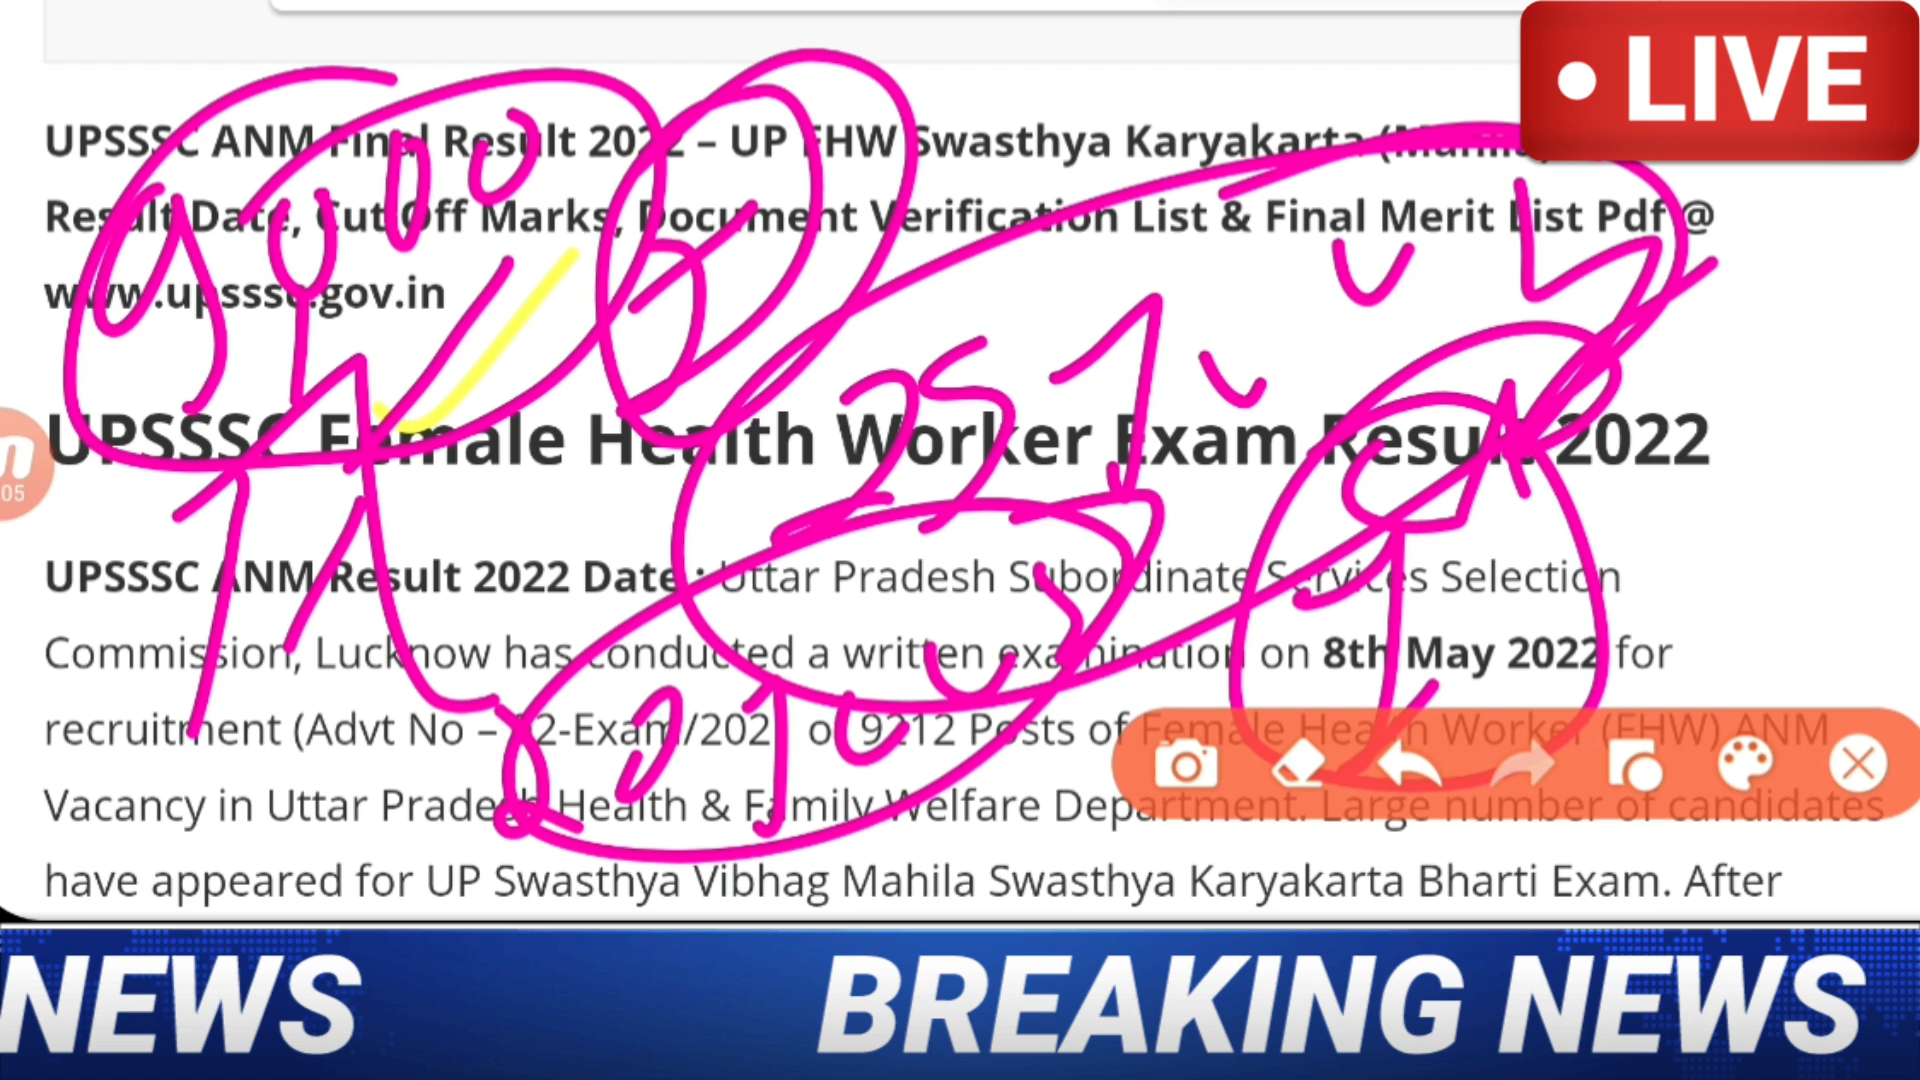 LIVE
UPSSSC ANM Final Result 2022 – UP FHW Swasthya Karyakarta
Result Date, Cut Off Marks, Document Verification List & Final Merit List Pdf @
www.upsssc.gov.in
UPSSSC Female Health Worker Exam Result 2022
05
UPSSSC ANM Result 2022 Date : Uttar Pradesh Subordinate Services Selection
Commission, Lucknow has conducted a written examination on 8th May 2022 for
recruitment (Advt No – of 9212 Posts of Female Health Worker (FHW) ANM
Vacancy in Uttar Pradesh Health & Family Welfare Department. Large number of candidates
have appeared for UP Swasthya Vibhag Mahila Swasthya Karyakarta Bharti Exam. After
NEWS BREAKING NEWS